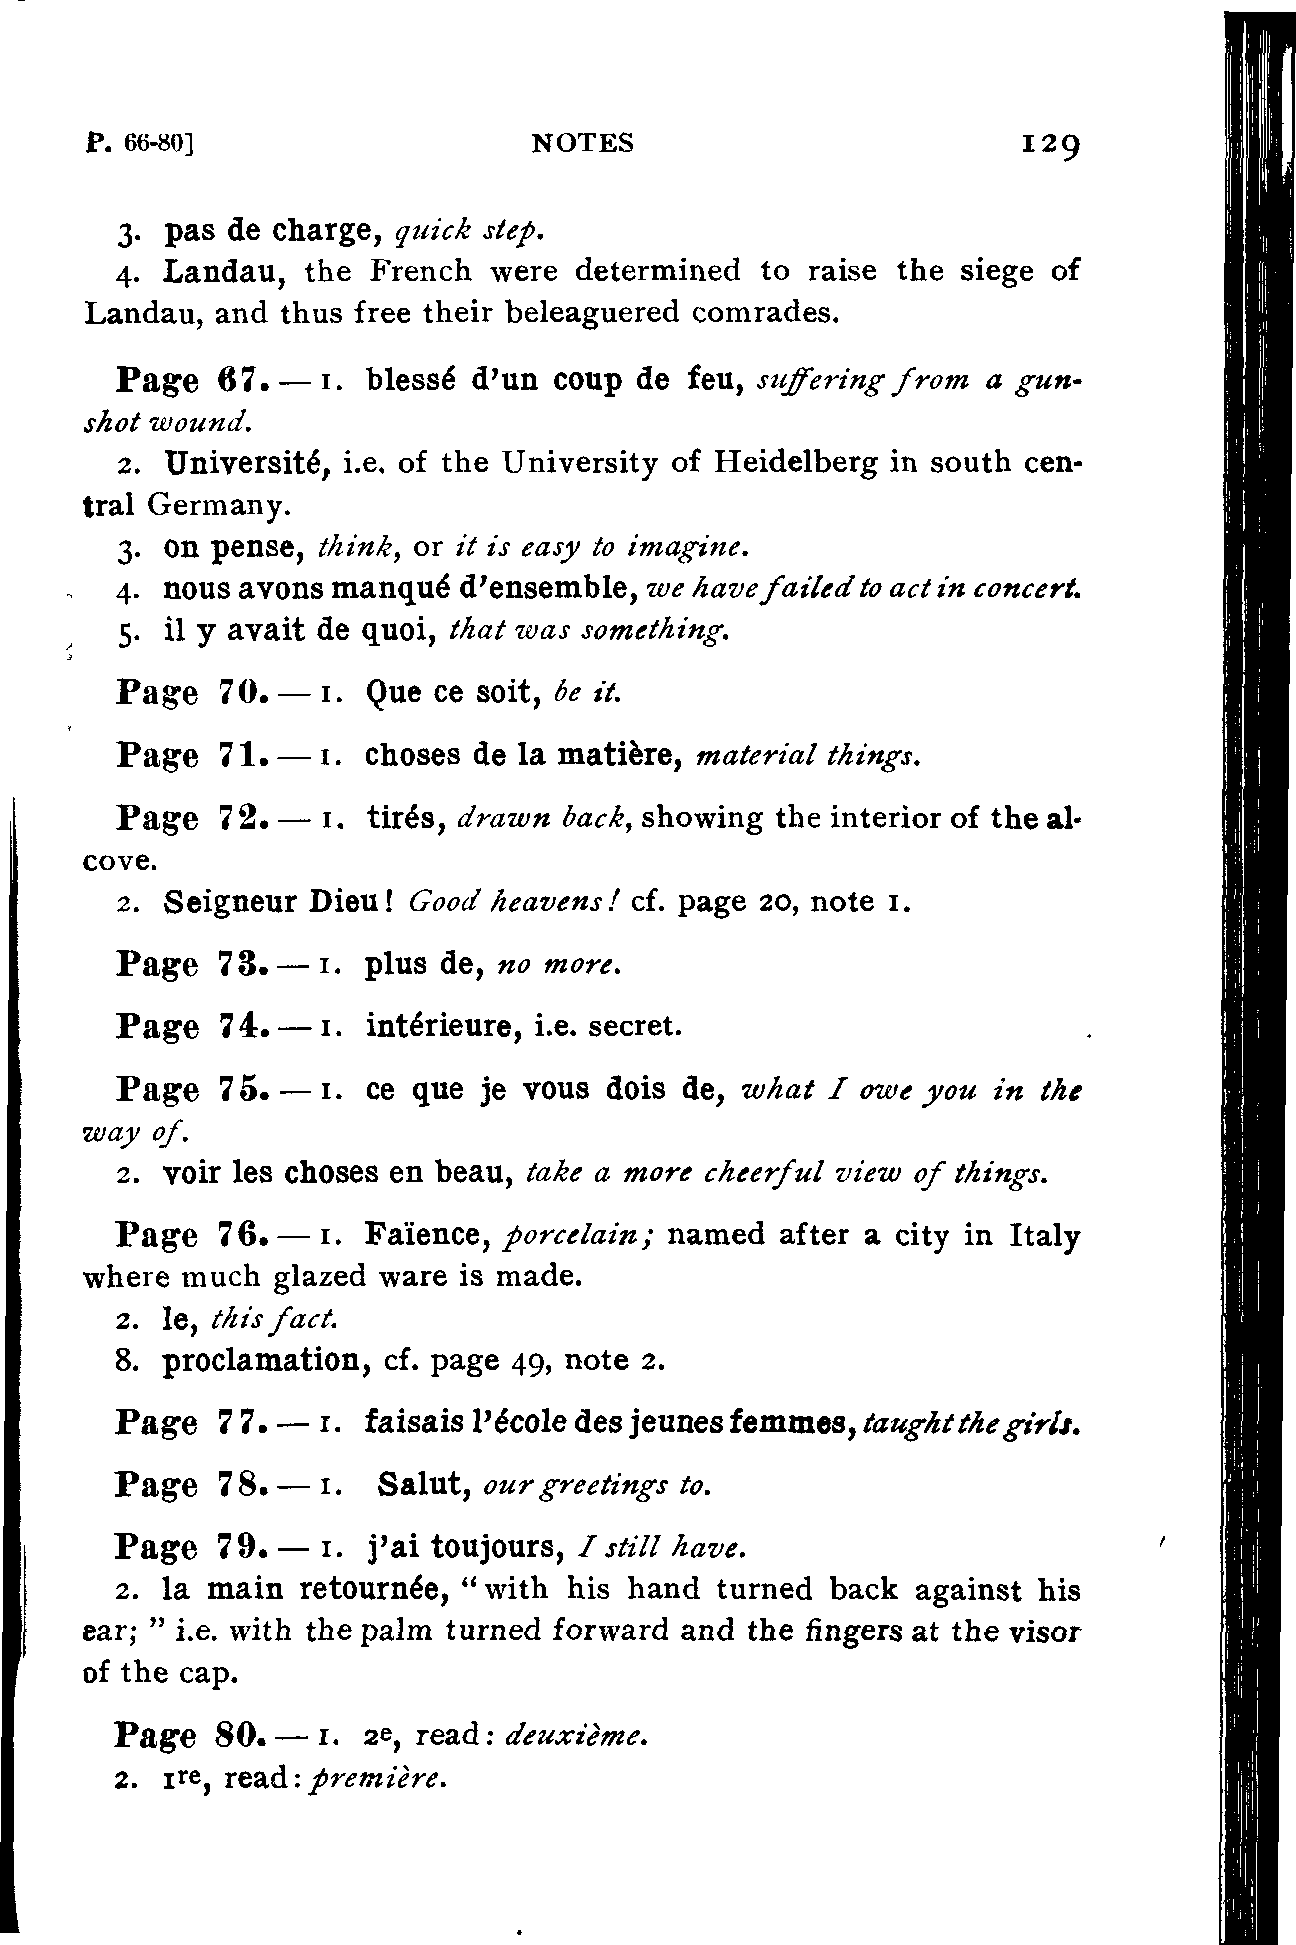 P. 66-80] NOTES 129
3. pas de charge, quick step.
4. Landau, the French were determined to raise the siege of
Landau, and thus free their beleaguered comrades.
Page 67. — 1. blessé d'un coup de feu, suffering from a gun-
shot wound.
2. Université, i.e. of the University of Heidelberg in south cen-
tral Germany.
3. on pense, think, or it is easy to imagine.
4. nous avons manqué d'ensemble, we have failed to act in concert.
5. il y avait de quoi, that was something.
Page 70. — 1. Que ce soit, be it.
Page 71. — 1. choses de la matière, material things.
Page 72. — 1. tirés, drawn back, showing the interior of the al-
cove.
2. Seigneur Dieu! Good heavens! cf. page 20, note 1.
Page 73. — 1. plus de, no more.
Page 74. — 1. intérieure, i.e. secret.
Page 75. — 1. ce que je vous dois de, what I owe you in the
way of.
2. voir les choses en beau, take a more cheerful view of things.
Page 76. — 1. Faïence, porcelain; named after a city in Italy
where much glazed ware is made.
2. le, this fact.
8. proclamation, cf. page 49, note 2.
Page 77. — 1. faisais l'école des jeunes femmes, taught the girls.
Page 78. — 1. Salut, our greetings to.
Page 79. — 1. j'ai toujours, I still have.
2. la main retournée, "with his hand turned back against his
ear;" i.e. with the palm turned forward and the fingers at the visor
of the cap.
Page 80. — 1. 2e, read: deuxième.
2. 1re, read: première.